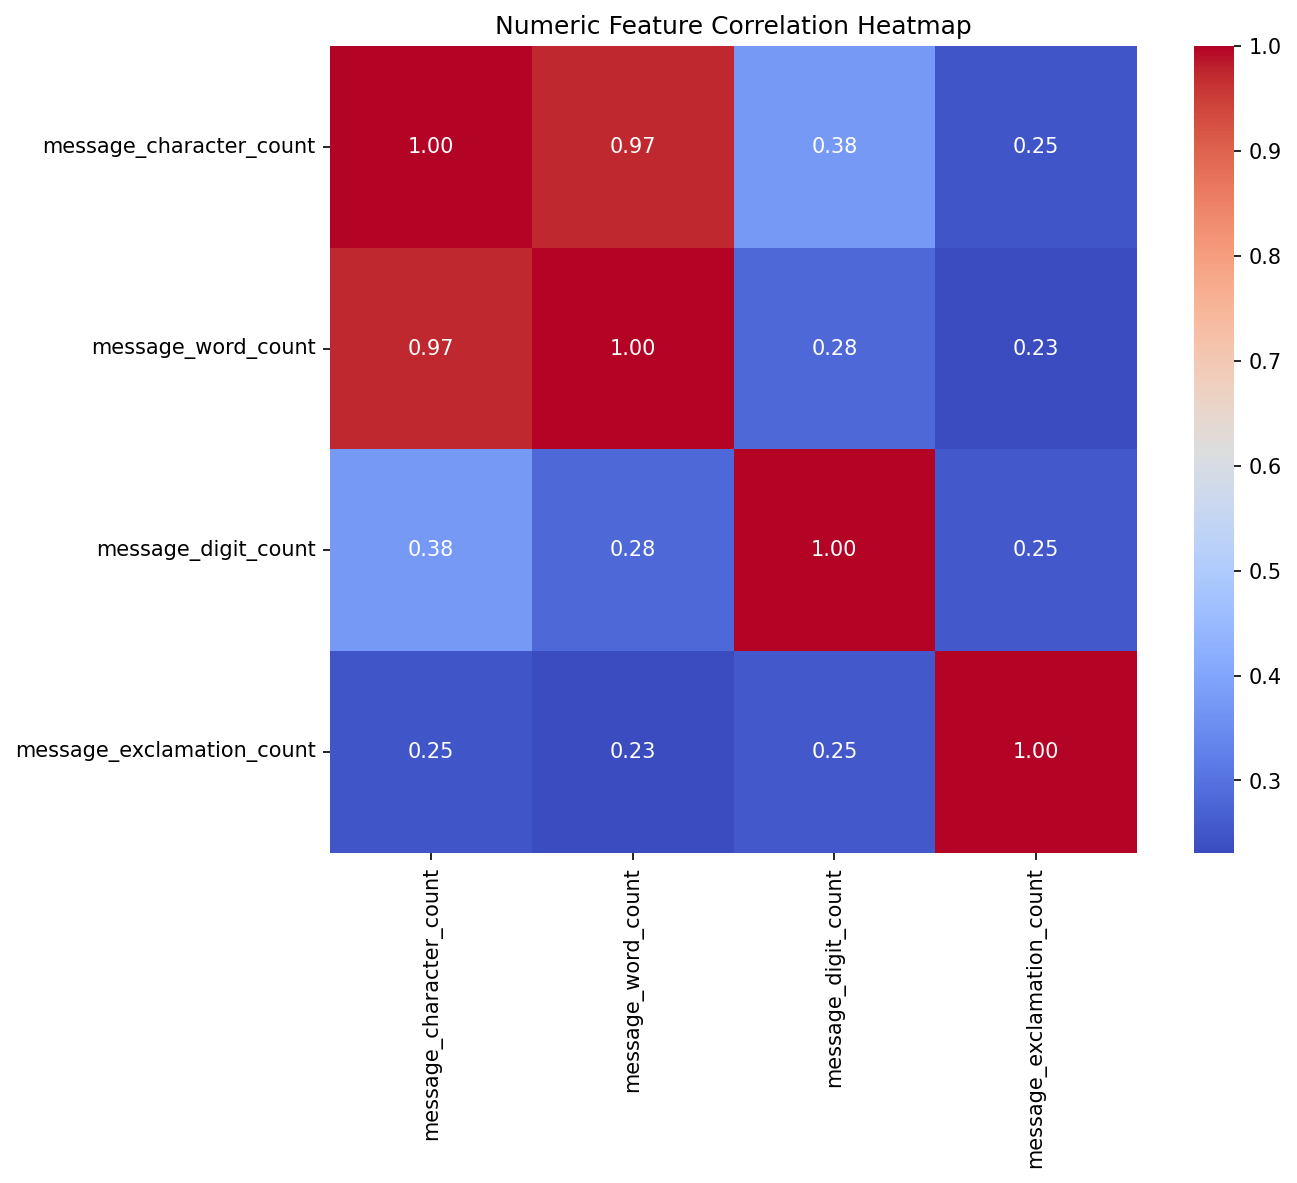 Numeric Feature Correlation Heatmap
message_character_count 1.00 0.97 0.38 0.25
message_word_count 0.97 1.00 0.28 0.23
message_digit_count 0.38 0.28 1.00 0.25
message_exclamation_count 0.25 0.23 0.25 1.00
message_character_count
message_word_count
message_digit_count
message_exclamation_count
1.0
0.9
0.8
0.7
0.6
0.5
0.4
0.3